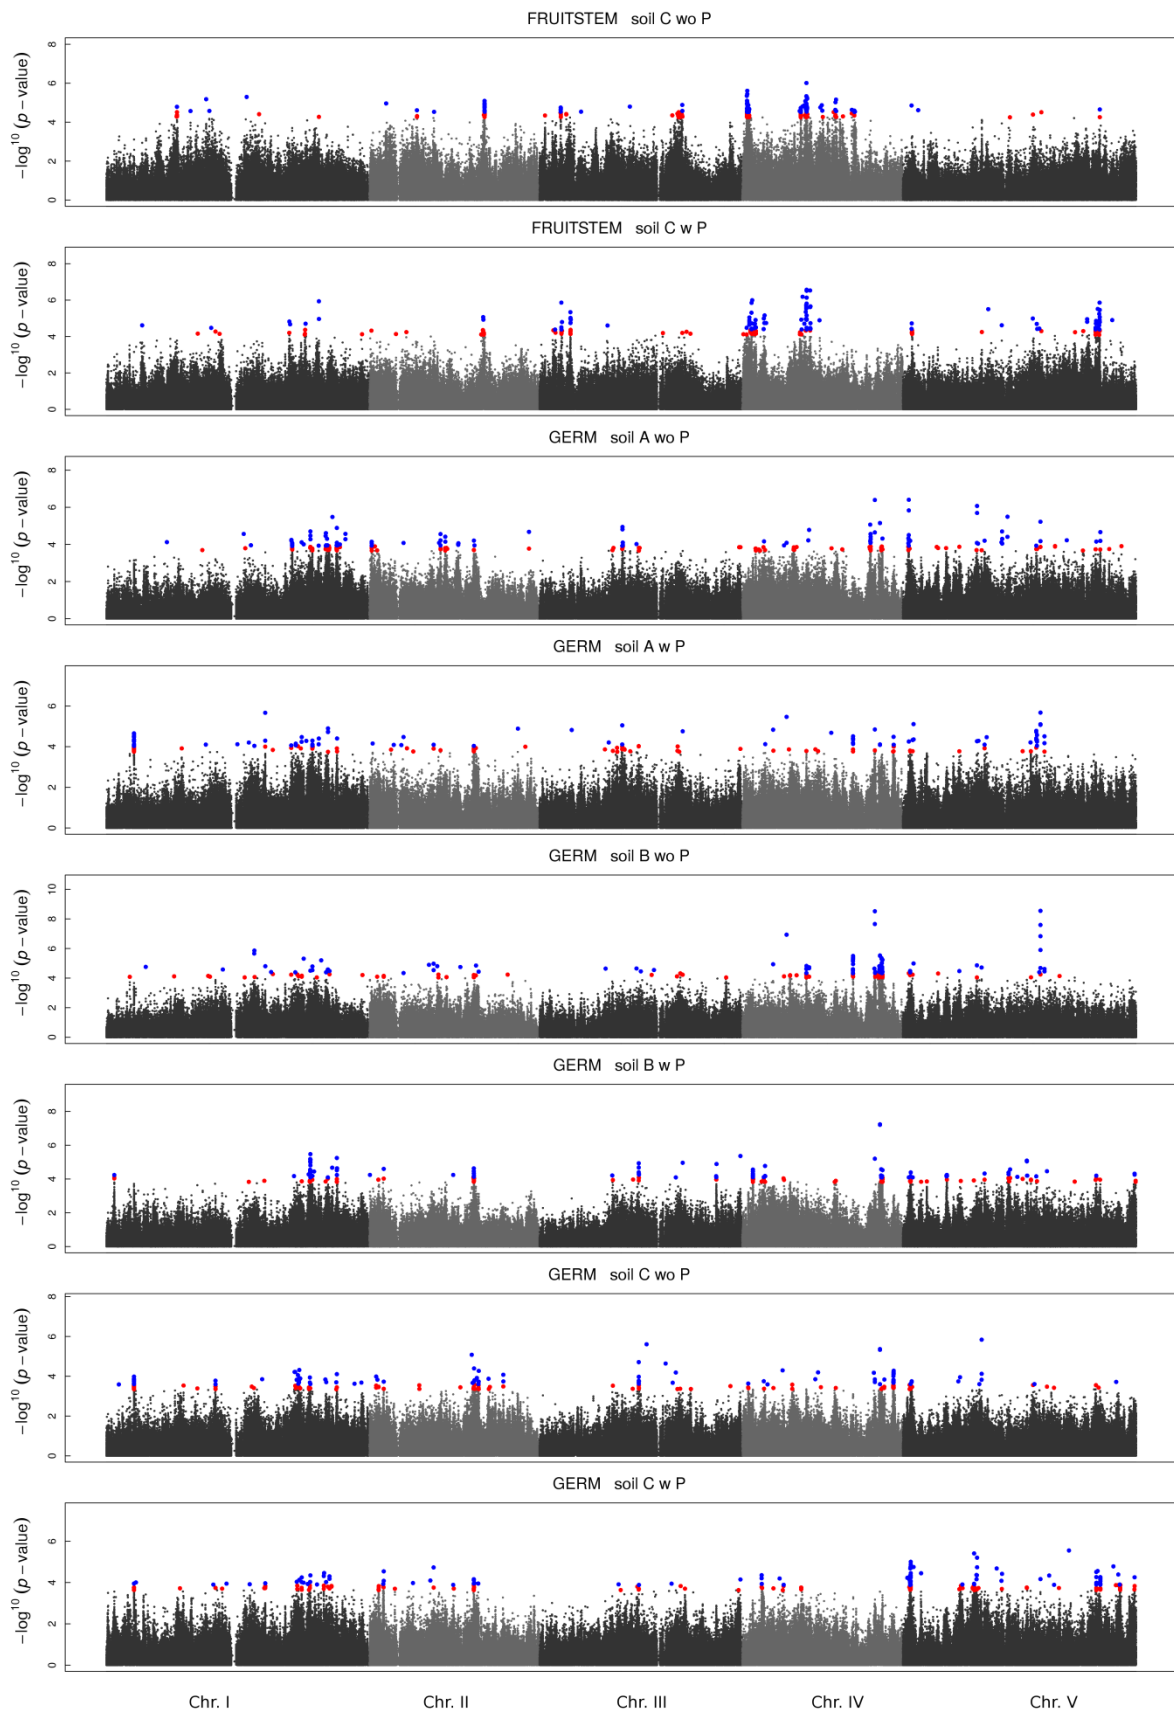 FRUITSTEM soil C wo P
−log¹⁰ (p − value)
0 2 4 6 8
FRUITSTEM soil C w P
−log¹⁰ (p − value)
0 2 4 6 8
GERM soil A wo P
−log¹⁰ (p − value)
0 2 4 6 8
GERM soil A w P
−log¹⁰ (p − value)
0 2 4 6
GERM soil B wo P
−log¹⁰ (p − value)
0 2 4 6 8 10
GERM soil B w P
−log¹⁰ (p − value)
0 2 4 6 8
GERM soil C wo P
−log¹⁰ (p − value)
0 2 4 6 8
GERM soil C w P
−log¹⁰ (p − value)
0 2 4 6
Chr. I Chr. II Chr. III Chr. IV Chr. V